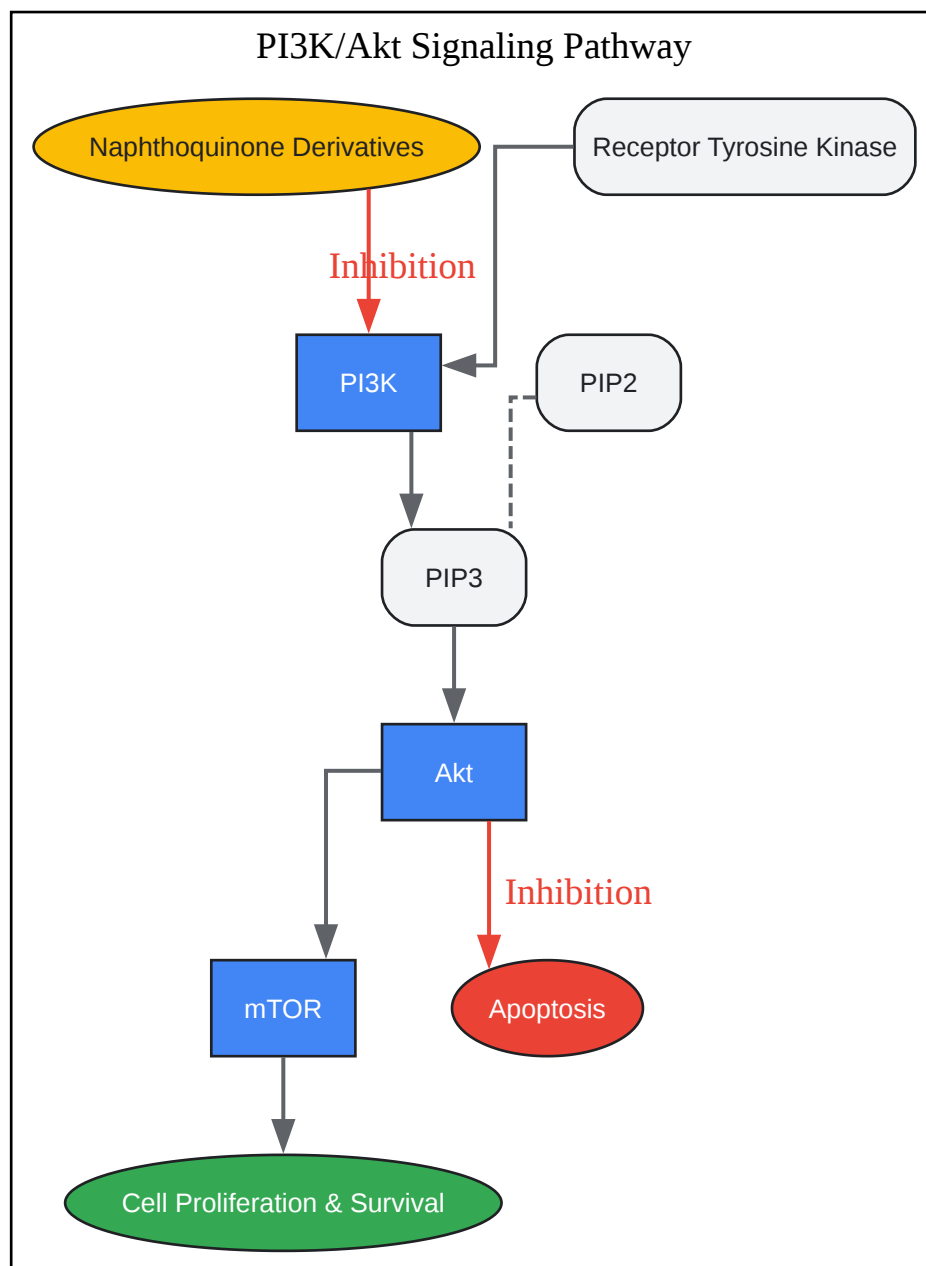 PI3K/Akt Signaling Pathway
Naphthoquinone Derivatives
Receptor Tyrosine Kinase
Inhibition
PI3K
PIP2
PIP3
Akt
Inhibition
mTOR
Apoptosis
Cell Proliferation & Survival